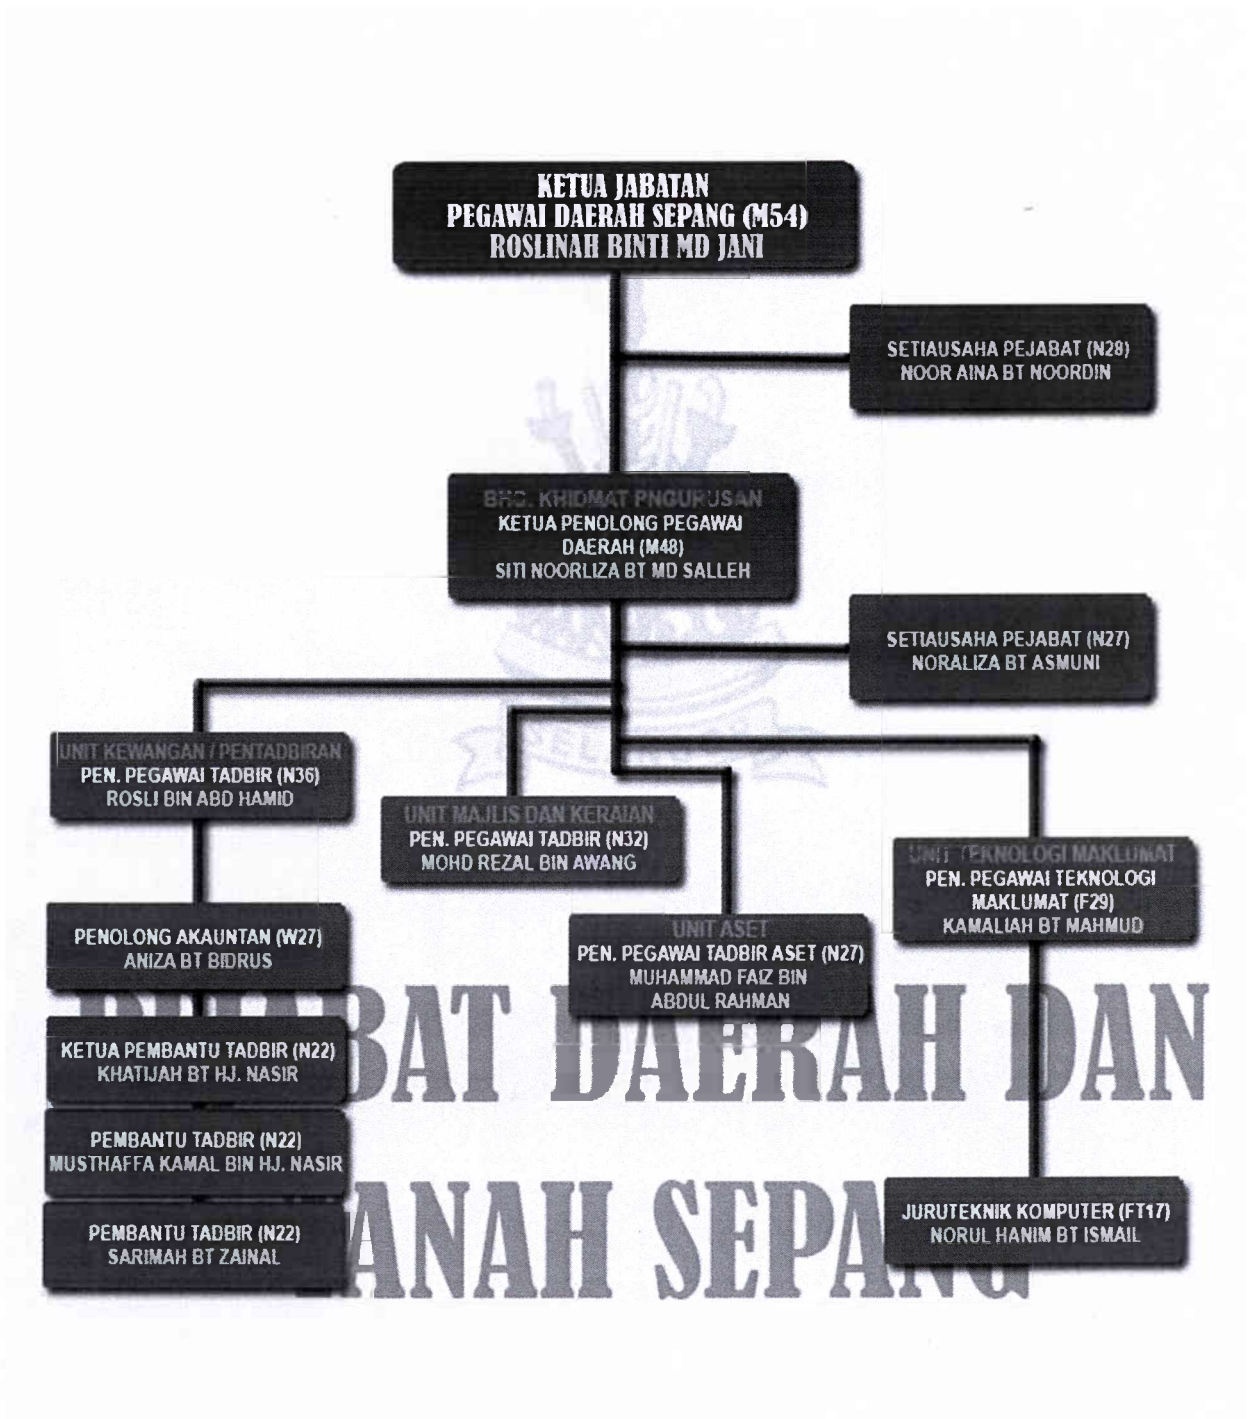 KETUA JABATAN
PEGAWAI DAERAH SEPANG (M54)
ROSLINAH BINTI MD JANI
SETIAUSAHA PEJABAT (N28)
NOOR AINA BT NOORDIN
BHG. KHIDMAT PNGURUSAN
KETUA PENOLONG PEGAWAI
DAERAH (M48)
SITI NOORLIZA BT MD SALLEH
SETIAUSAHA PEJABAT (N27)
NORALIZA BT ASMUNI
UNIT KEWANGAN / PENTADBIRAN
PEN. PEGAWAI TADBIR (N36)
ROSLI BIN ABD HAMID
UNIT MAJLIS DAN KERAIAN
PEN. PEGAWAI TADBIR (N32)
MOHD REZAL BIN AWANG
UNIT TEKNOLOGI MAKLUMAT
PEN. PEGAWAI TEKNOLOGI
MAKLUMAT (F29)
KAMALIAH BT MAHMUD
PENOLONG AKAUNTAN (W27)
ANIZA BT BIDRUS
UNIT ASET
PEN. PEGAWAI TADBIR ASET (N27)
MUHAMMAD FAIZ BIN
ABDUL RAHMAN
KETUA PEMBANTU TADBIR (N22)
KHATIJAH BT HJ. NASIR
PEMBANTU TADBIR (N22)
MUSTHAFFA KAMAL BIN HJ. NASIR
PEMBANTU TADBIR (N22)
SARIMAH BT ZAINAL
JURUTEKNIK KOMPUTER (FT17)
NORUL HANIM BT ISMAIL
DAERAH DAN
SEPANG